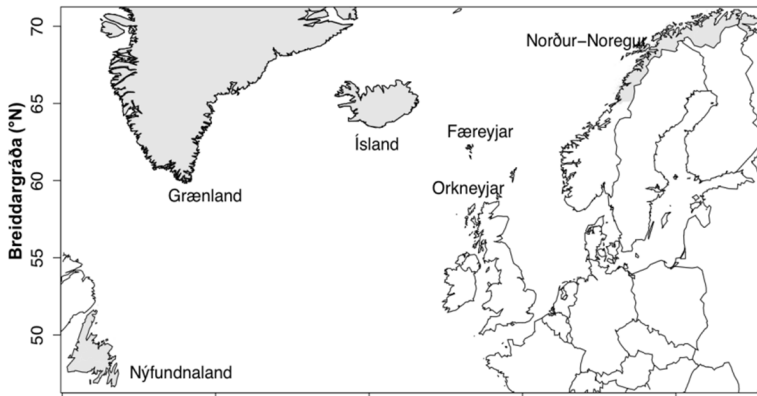 70
Norður−Noregur
65
Færeyjar
Ísland
60
Orkneyjar
Grænland
Breiddargráða (°N)
55
50
Nýfundnaland